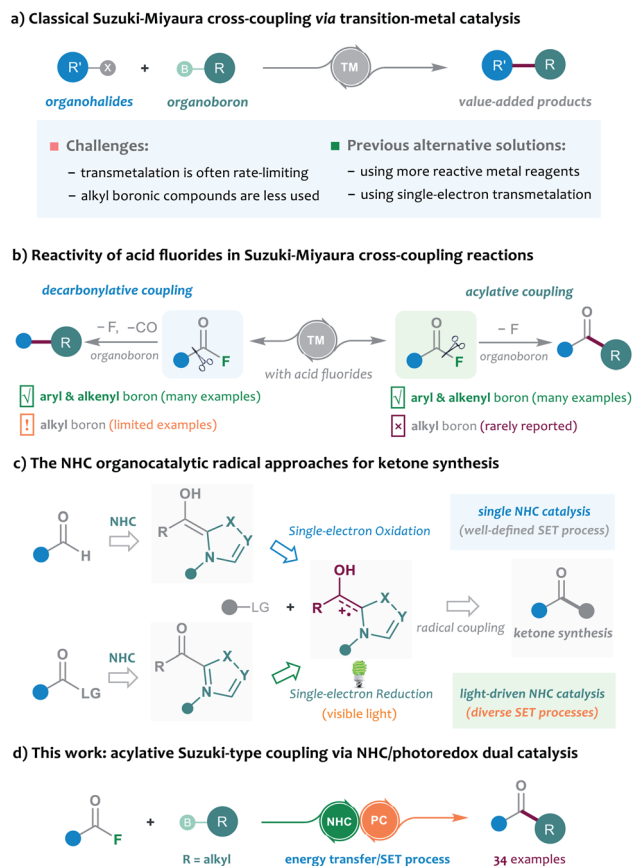 a) Classical Suzuki-Miyaura cross-coupling via transition-metal catalysis
R' X + B R TM R' R
organohalides organoboron value-added products
Challenges:
– transmetalation is often rate-limiting
– alkyl boronic compounds are less used
Previous alternative solutions:
– using more reactive metal reagents
– using single-electron transmetalation
b) Reactivity of acid fluorides in Suzuki-Miyaura cross-coupling reactions
decarbonylative coupling
acylative coupling
R
– F, –CO
organoboron
O
F
TM
with acid fluorides
O
F
– F
organoboron
O
R
√ aryl & alkenyl boron (many examples)
! alkyl boron (limited examples)
√ aryl & alkenyl boron (many examples)
× alkyl boron (rarely reported)
c) The NHC organocatalytic radical approaches for ketone synthesis
O
H
NHC
OH
R
X
Y
N
Single-electron Oxidation
single NHC catalysis
(well-defined SET process)
LG
+
OH
R
X
Y
N
+•
radical coupling
O
ketone synthesis
O
LG
NHC
O
R
X
Y
N
+
Single-electron Reduction
(visible light)
light-driven NHC catalysis
(diverse SET processes)
d) This work: acylative Suzuki-type coupling via NHC/photoredox dual catalysis
O
F
+
B R
NHC PC
O
R
R = alkyl
energy transfer/SET process
34 examples